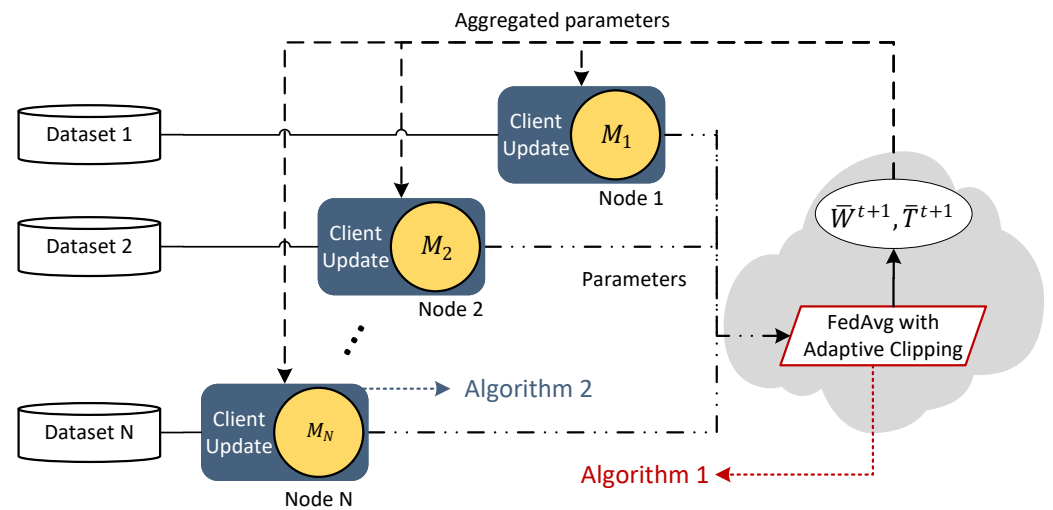 Aggregated parameters
Dataset 1
Client
Update
M₁
Node 1
Dataset 2
Client
Update
M₂
Node 2
Parameters
W̅ᵗ⁺¹, T̅ᵗ⁺¹
FedAvg with
Adaptive Clipping
Algorithm 2
Dataset N
Client
Update
M_N
Node N
Algorithm 1